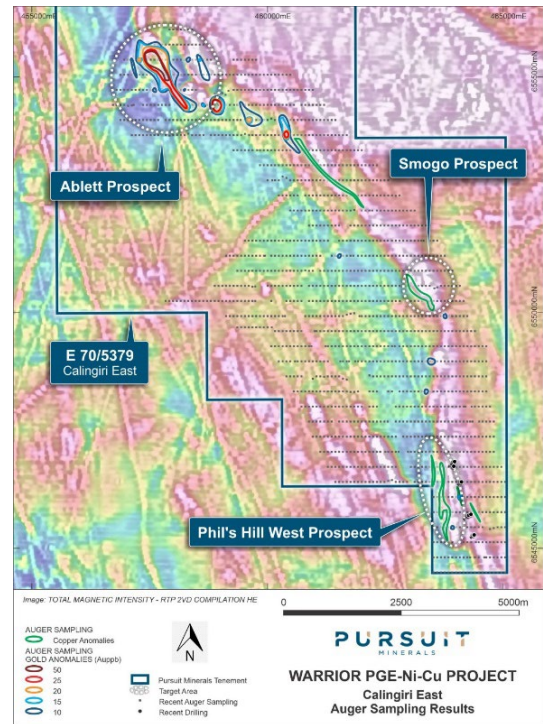 455000mE
460000mE
465000mE
6555000mN
Ablett Prospect
Smogo Prospect
6550000mN
E 70/5379
Calingiri East
Phil's Hill West Prospect
6545000mN
Image: TOTAL MAGNETIC INTENSITY - RTP 2VD COMPILATION HE
0 2500 5000m
AUGER SAMPLING
Copper Anomalies
AUGER SAMPLING
GOLD ANOMALIES (Auppb)
50
25
20
15
10
N
Pursuit Minerals Tenement
Target Area
Recent Auger Sampling
Recent Drilling
PURSUIT
MINERALS
WARRIOR PGE-Ni-Cu PROJECT
Calingiri East
Auger Sampling Results